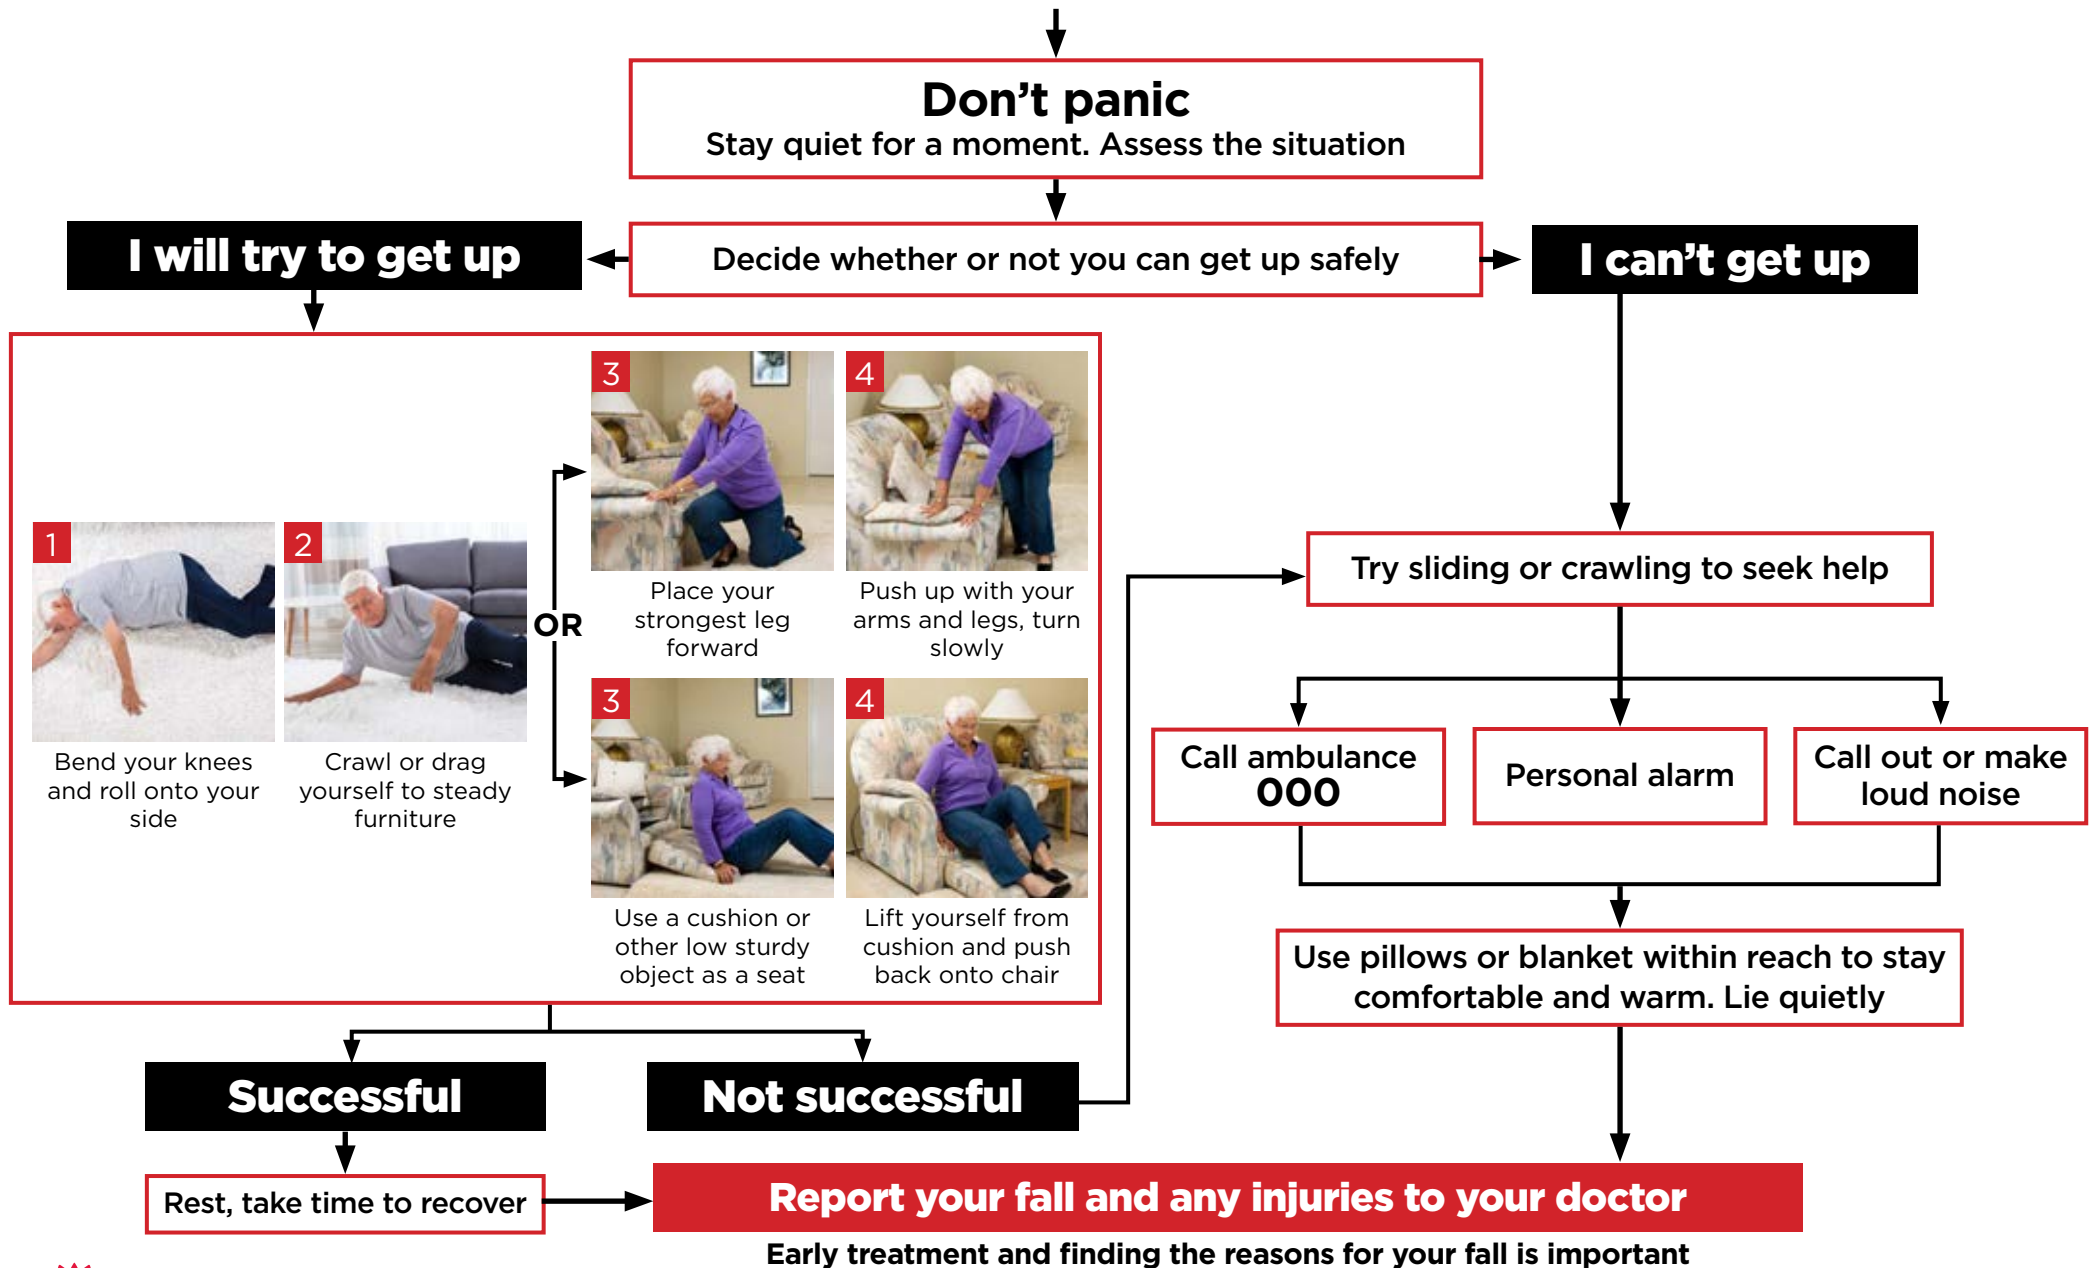 Don’t panic
Stay quiet for a moment. Assess the situation
I will try to get up
Decide whether or not you can get up safely
I can’t get up
1
Bend your knees
and roll onto your
side
2
Crawl or drag
yourself to steady
furniture
OR
3
Place your
strongest leg
forward
4
Push up with your
arms and legs, turn
slowly
3
Use a cushion or
other low sturdy
object as a seat
4
Lift yourself from
cushion and push
back onto chair
Try sliding or crawling to seek help
Call ambulance
000
Personal alarm
Call out or make
loud noise
Use pillows or blanket within reach to stay
comfortable and warm. Lie quietly
Successful
Not successful
Rest, take time to recover
Report your fall and any injuries to your doctor
Early treatment and finding the reasons for your fall is important